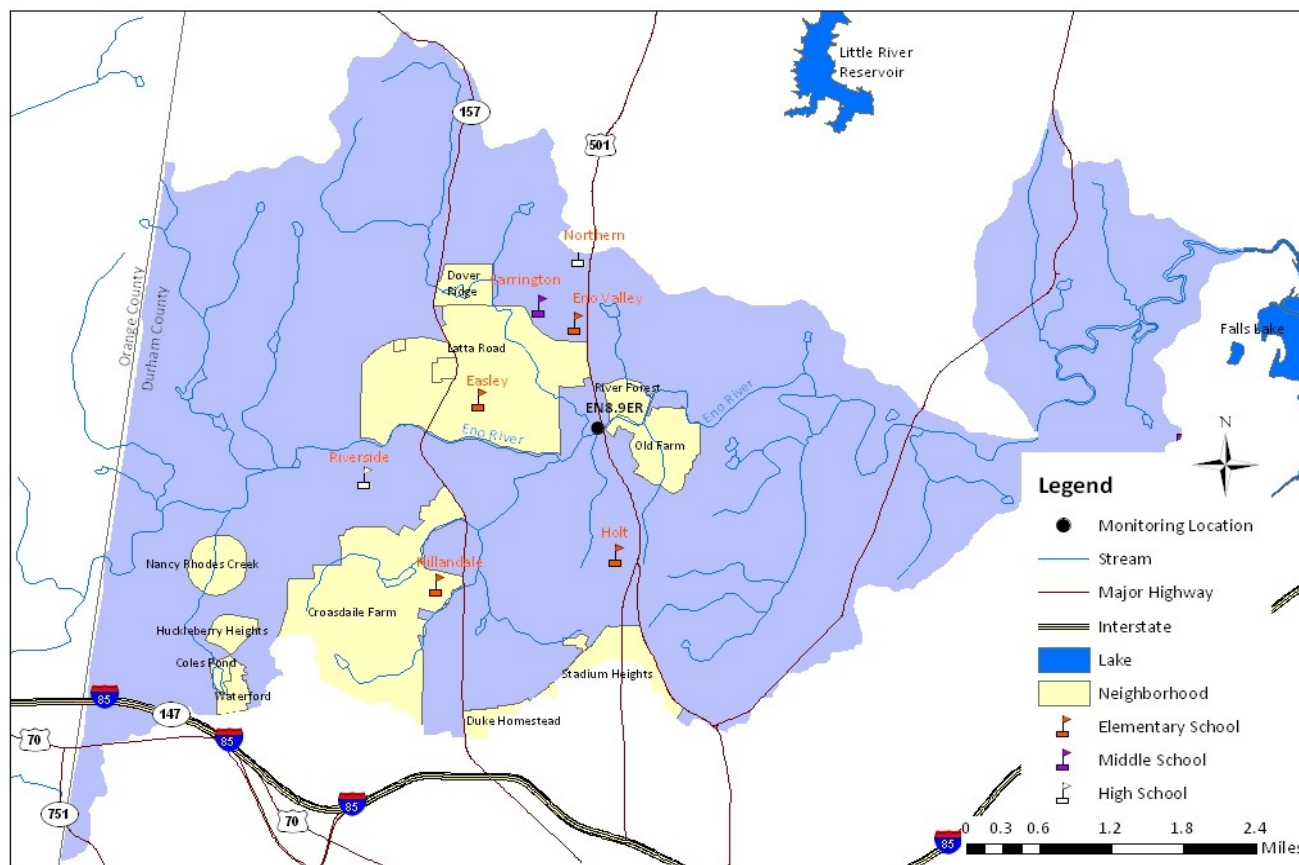 Little River
Reservoir
157
501
Northern
Dover
Ridge
Carrington
Eno Valley
Orange County
Durham County
Falls Lake
Latta Road
Easley
River Forest
EN8.9ER
Eno River
Eno River
Old Farm
N
Riverside
Holt
Nancy Rhodes Creek
Hillandale
Croasdaile Farm
Huckleberry Heights
Coles Pond
Waterford
Stadium Heights
Duke Homestead
85
147
70
85
751
85
70
85
Legend
Monitoring Location
Stream
Major Highway
Interstate
Lake
Neighborhood
Elementary School
Middle School
High School
0 0.3 0.6 1.2 1.8 2.4
Miles